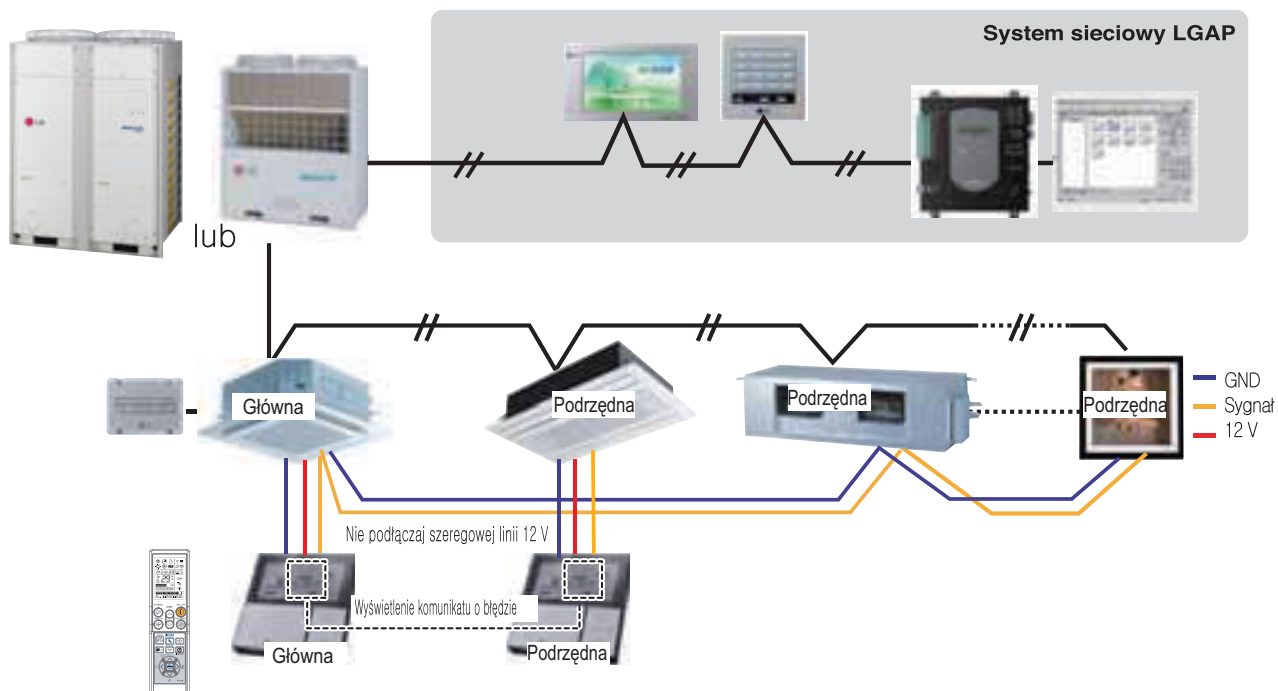 System sieciowy LGAP
lub
Główna
Podrzędna
Podrzędna
Podrzędna
GND
Sygnał
12 V
Nie podłączaj szeregowej linii 12 V
Wyświetlenie komunikatu o błędzie
Główna
Podrzędna